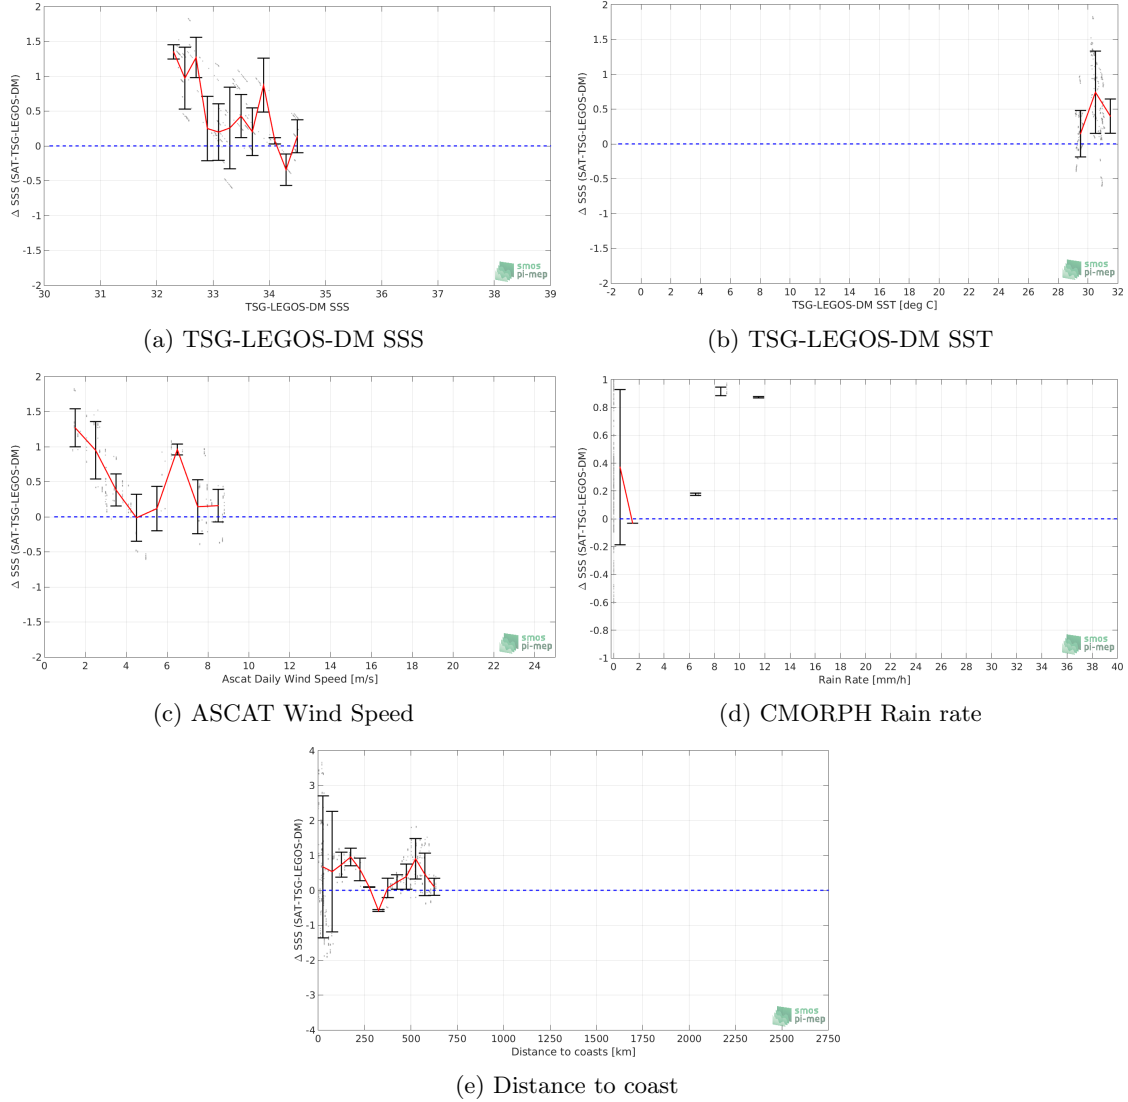 2
1.5
1
0.5
0
-0.5
-1
-1.5
-2
Δ SSS (SAT-TSG-LEGOS-DM)
30 31 32 33 34 35 36 37 38 39
TSG-LEGOS-DM SSS
smos
pi-mep
(a) TSG-LEGOS-DM SSS
2
1.5
1
0.5
0
-0.5
-1
-1.5
-2
Δ SSS (SAT-TSG-LEGOS-DM)
-2 0 2 4 6 8 10 12 14 16 18 20 22 24 26 28 30 32
TSG-LEGOS-DM SST [deg C]
smos
pi-mep
(b) TSG-LEGOS-DM SST
2
1.5
1
0.5
0
-0.5
-1
-1.5
-2
Δ SSS (SAT-TSG-LEGOS-DM)
0 2 4 6 8 10 12 14 16 18 20 22 24
Ascat Daily Wind Speed [m/s]
smos
pi-mep
(c) ASCAT Wind Speed
1
0.8
0.6
0.4
0.2
0
-0.2
-0.4
-0.6
-0.8
-1
Δ SSS (SAT-TSG-LEGOS-DM)
0 2 4 6 8 10 12 14 16 18 20 22 24 26 28 30 32 34 36 38 40
Rain Rate [mm/h]
smos
pi-mep
(d) CMORPH Rain rate
4
3
2
1
0
-1
-2
-3
-4
Δ SSS (SAT-TSG-LEGOS-DM)
0 250 500 750 1000 1250 1500 1750 2000 2250 2500 2750
Distance to coasts [km]
smos
pi-mep
(e) Distance to coast